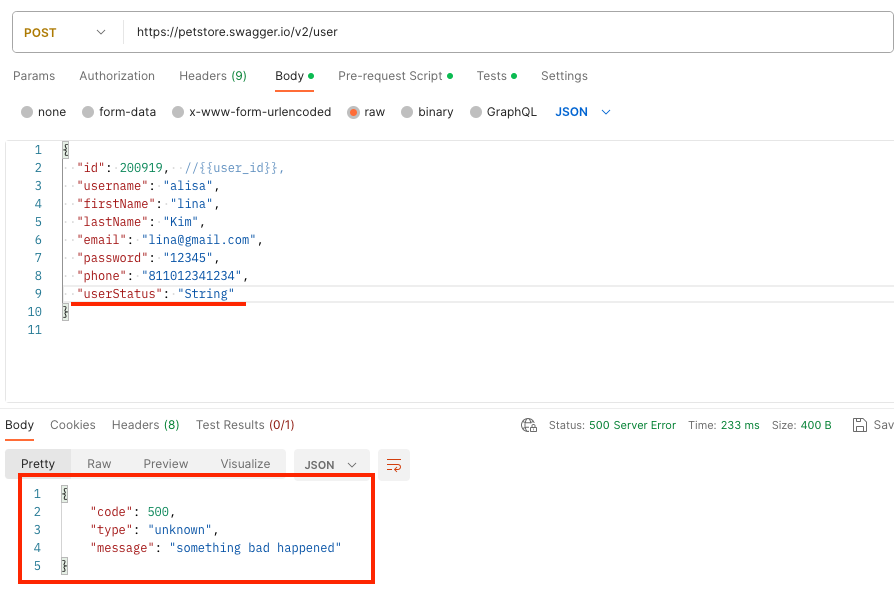 POST https://petstore.swagger.io/v2/user
Params Authorization Headers (9) Body Pre-request Script Tests Settings
none form-data x-www-form-urlencoded raw binary GraphQL JSON
1 {
2 "id": 200919, //{{user_id}},
3 "username": "alisa",
4 "firstName": "lina",
5 "lastName": "Kim",
6 "email": "lina@gmail.com",
7 "password": "12345",
8 "phone": "811012341234",
9 "userStatus": "String"
10 }
11
Body Cookies Headers (8) Test Results (0/1) Status: 500 Server Error Time: 233 ms Size: 400 B Sav
Pretty Raw Preview Visualize JSON
1 {
2 "code": 500,
3 "type": "unknown",
4 "message": "something bad happened"
5 }